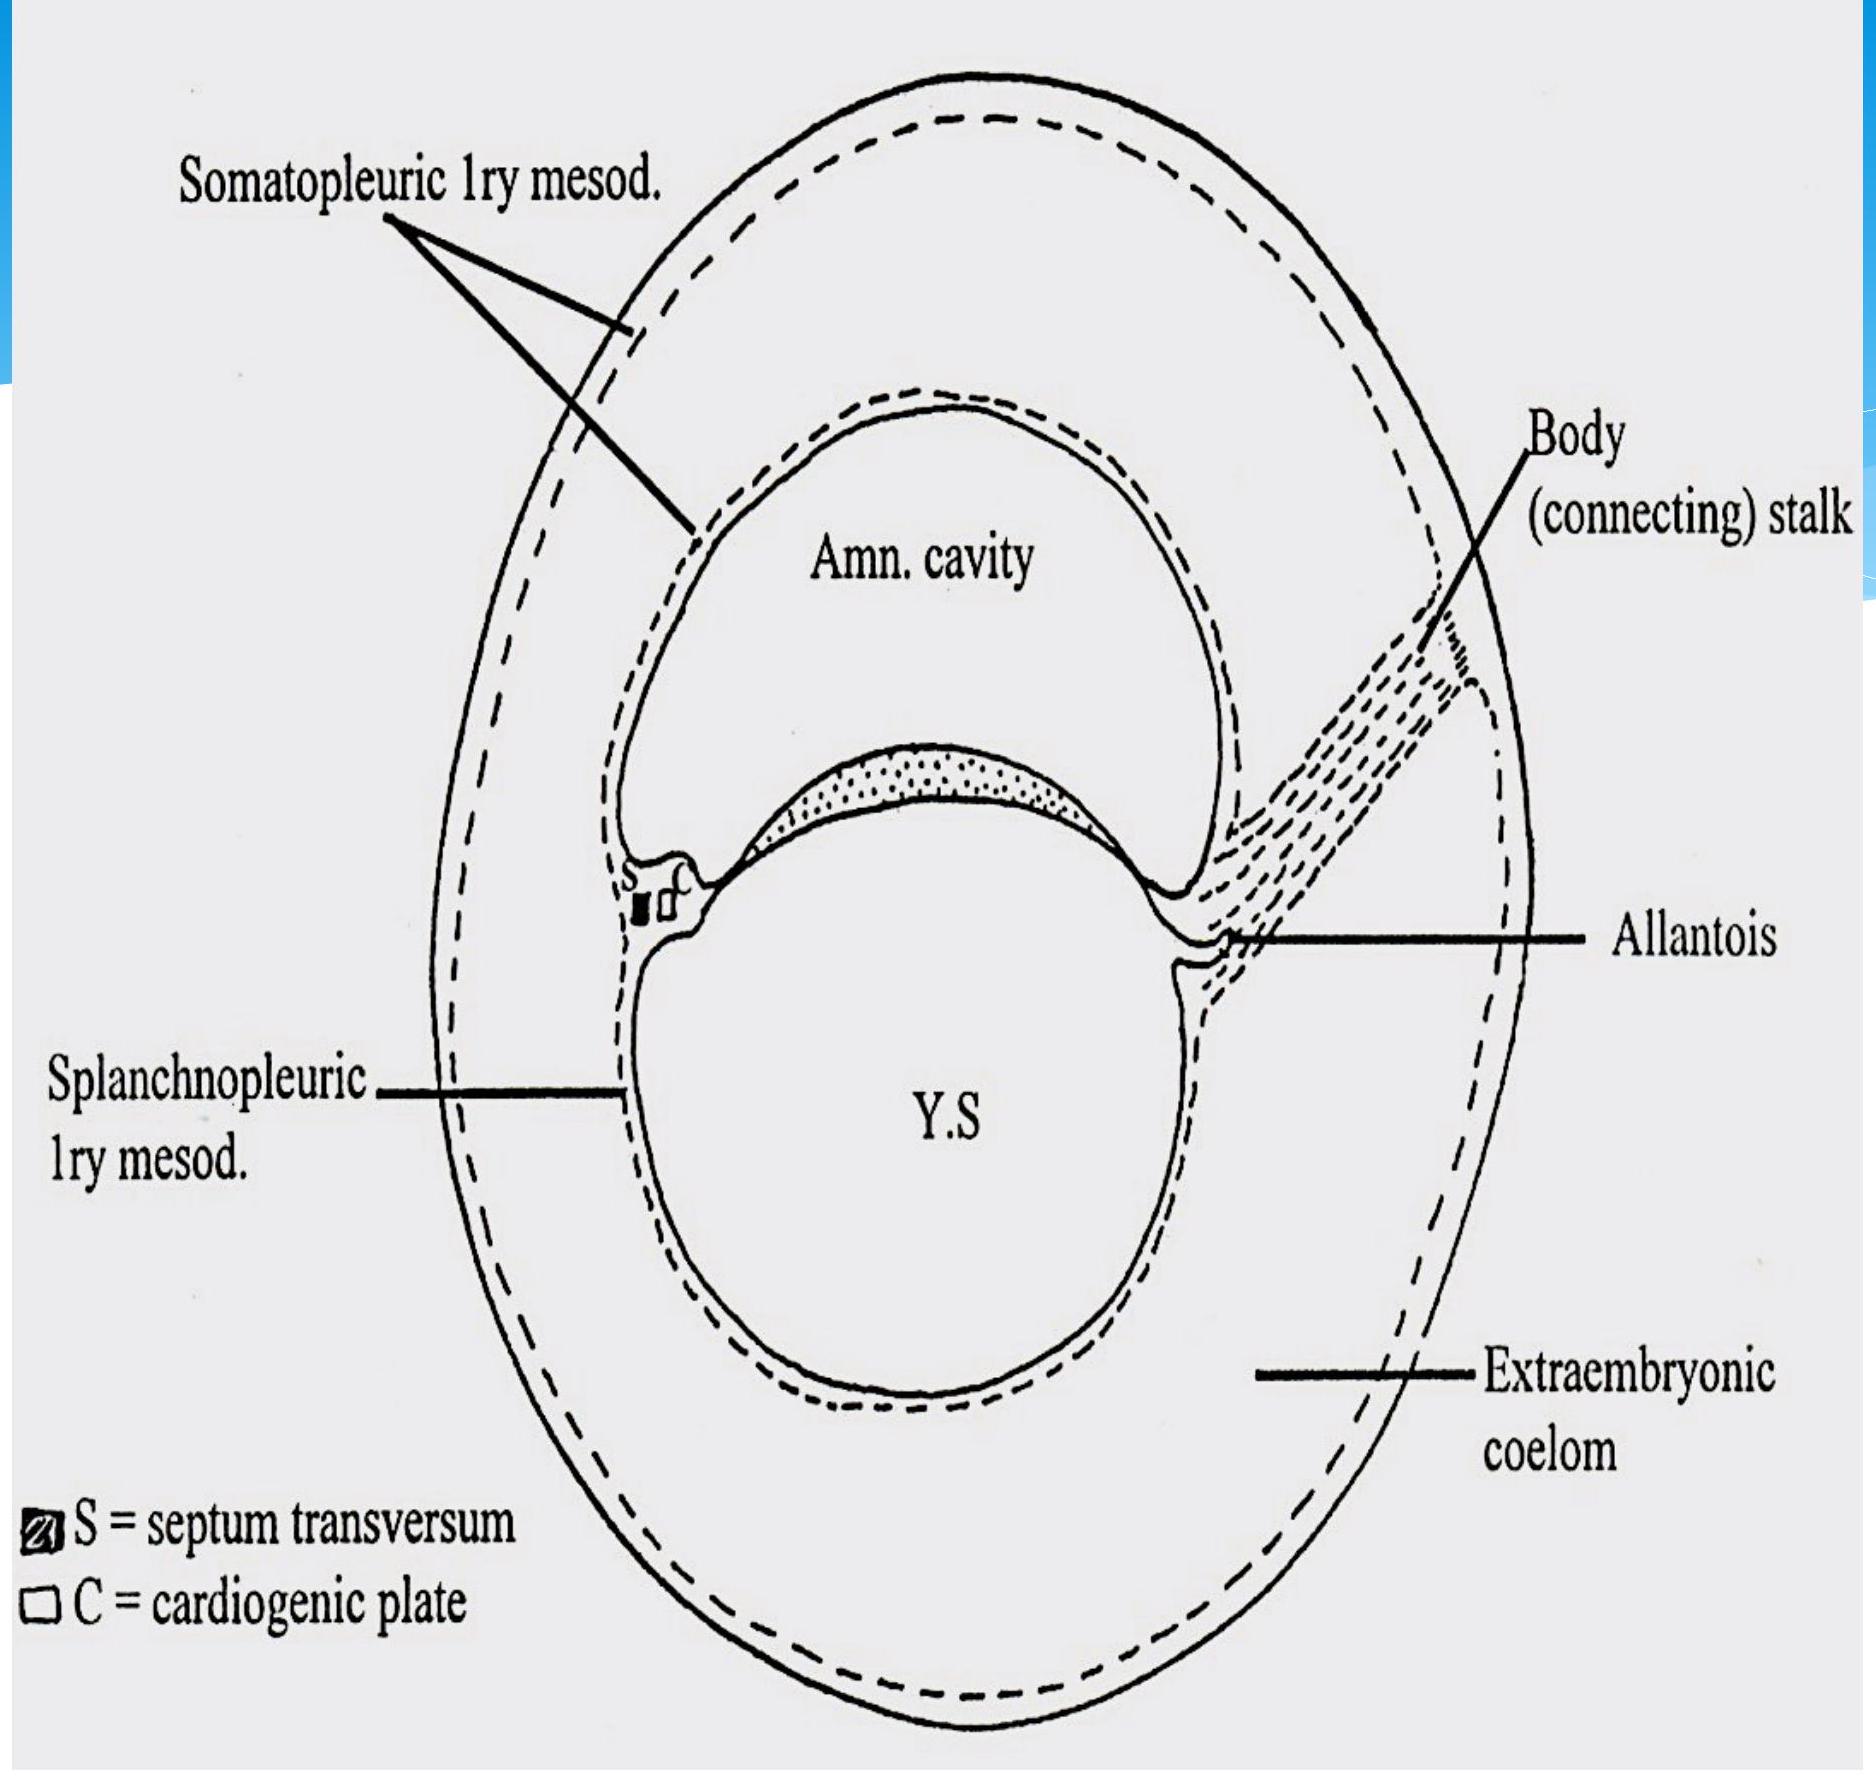 Somatopleuric 1ry mesod.
Body
(connecting) stalk
Amn. cavity
S C
Allantois
Splanchnopleuric
1ry mesod.
Y.S
Extraembryonic
coelom
S = septum transversum
C = cardiogenic plate